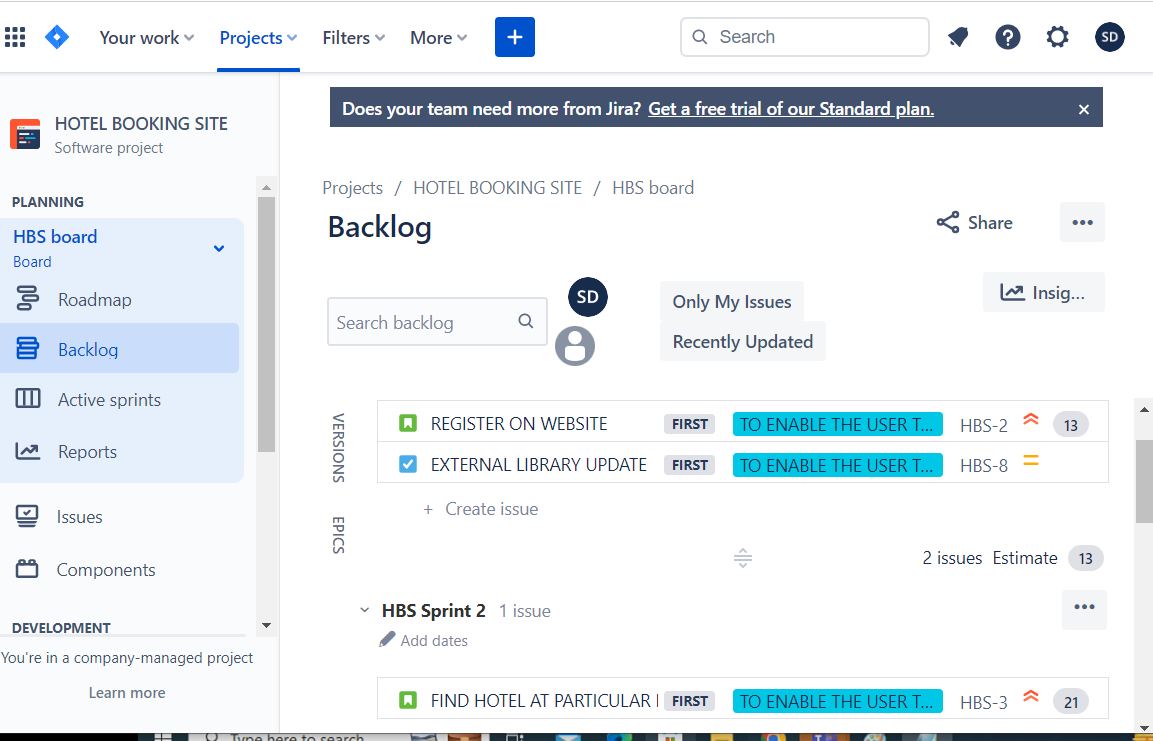 Your work Projects Filters More + Search SD
Does your team need more from Jira? Get a free trial of our Standard plan.
HOTEL BOOKING SITE
Software project
PLANNING
HBS board
Board
Roadmap
Backlog
Active sprints
Reports
Issues
Components
DEVELOPMENT
You're in a company-managed project
Learn more
Projects / HOTEL BOOKING SITE / HBS board
Backlog
Share
Search backlog
SD
Only My Issues
Recently Updated
Insig...
VERSIONS
EPICS
REGISTER ON WEBSITE FIRST TO ENABLE THE USER T... HBS-2 13
EXTERNAL LIBRARY UPDATE FIRST TO ENABLE THE USER T... HBS-8
+ Create issue
2 issues Estimate 13
HBS Sprint 2 1 issue
Add dates
FIND HOTEL AT PARTICULAR FIRST TO ENABLE THE USER T... HBS-3 21
Type here to search